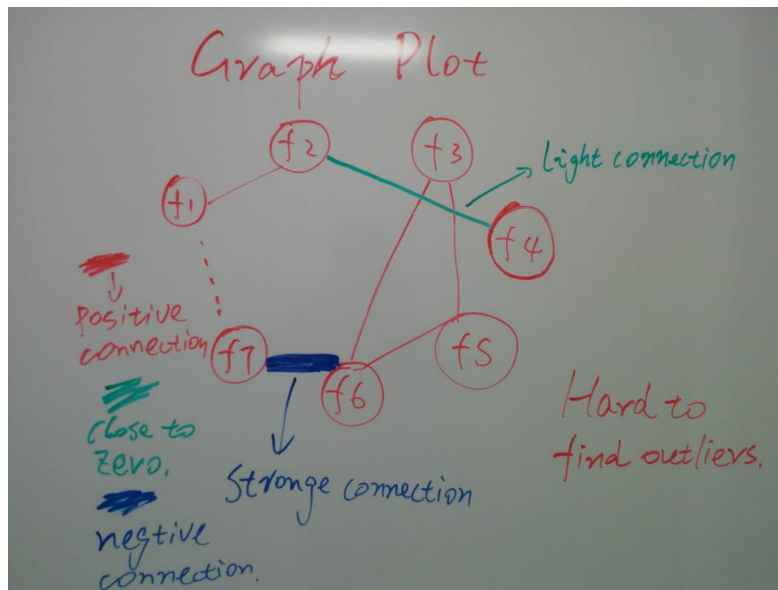 Graph Plot
f2
f3
Light connection
f1
f4
Positive
connection
f7
f5
f6
Close to
zero.
Hard to
find outliers.
Stronge connection
negtive
connection.